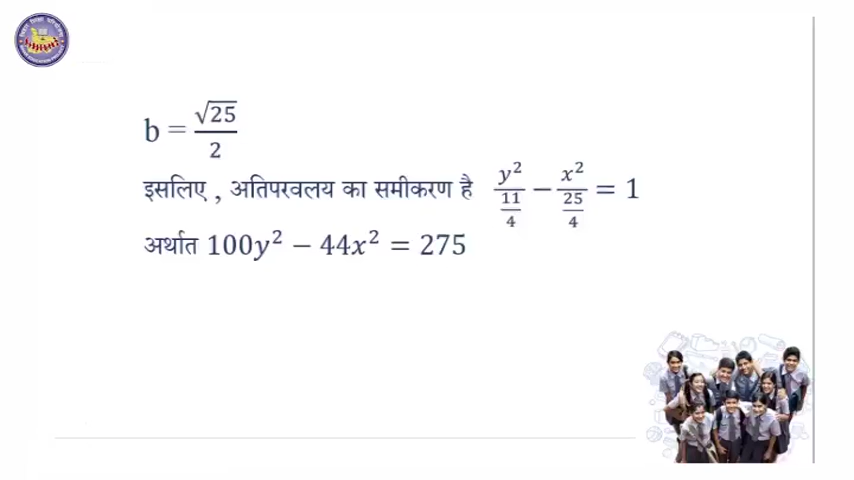 b = √25/2
इसलिए , अतिपरवलय का समीकरण है y²/(11/4) − x²/(25/4) = 1
अर्थात 100y² − 44x² = 275